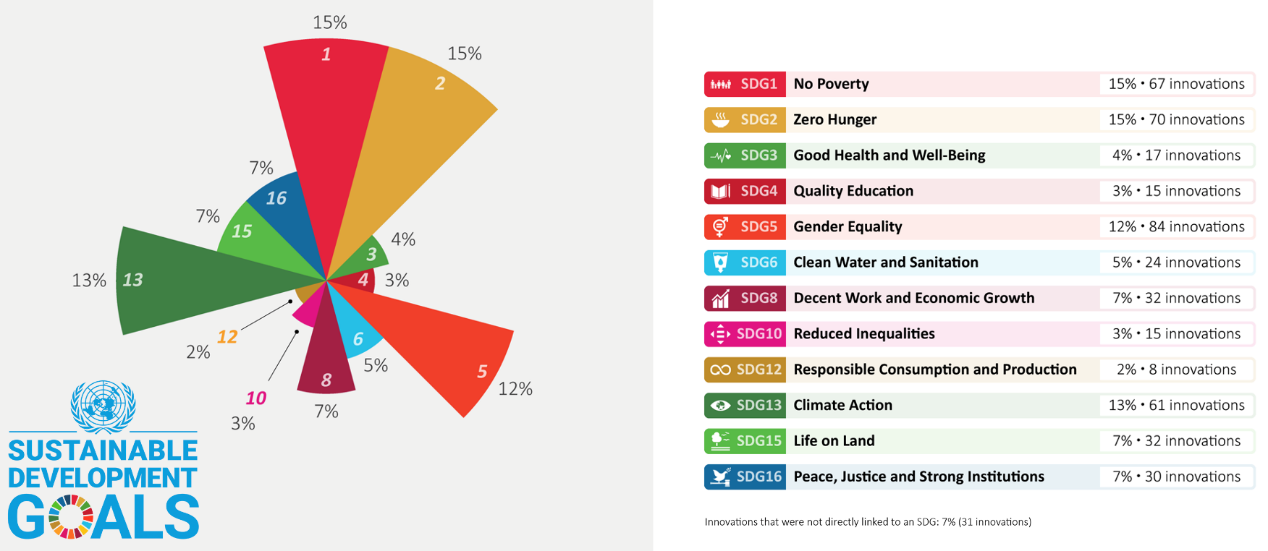 15%
1
15%
2
7%
16
7%
15
4%
3
13%
13
4
3%
12
2%
6
5%
5
12%
8
7%
10
3%
SUSTAINABLE
DEVELOPMENT
GOALS
SDG1 No Poverty 15% • 67 innovations
SDG2 Zero Hunger 15% • 70 innovations
SDG3 Good Health and Well-Being 4% • 17 innovations
SDG4 Quality Education 3% • 15 innovations
SDG5 Gender Equality 12% • 84 innovations
SDG6 Clean Water and Sanitation 5% • 24 innovations
SDG8 Decent Work and Economic Growth 7% • 32 innovations
SDG10 Reduced Inequalities 3% • 15 innovations
SDG12 Responsible Consumption and Production 2% • 8 innovations
SDG13 Climate Action 13% • 61 innovations
SDG15 Life on Land 7% • 32 innovations
SDG16 Peace, Justice and Strong Institutions 7% • 30 innovations
Innovations that were not directly linked to an SDG: 7% (31 innovations)